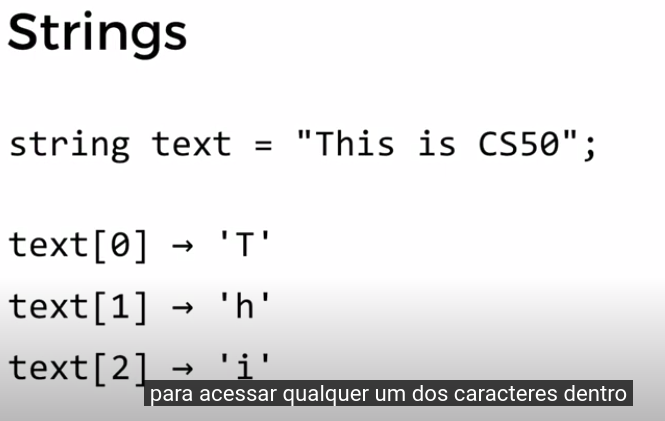 Strings
string text = "This is CS50";
text[0] → 'T'
text[1] → 'h'
text[2] → 'i'
para acessar qualquer um dos caracteres dentro